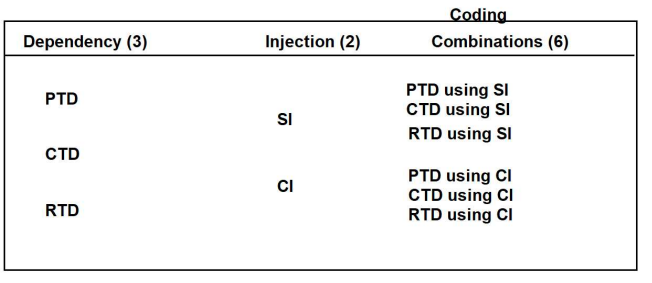 Coding
Dependency (3) Injection (2) Combinations (6)
PTD
SI
CTD
CI
RTD
PTD using SI
CTD using SI
RTD using SI
PTD using CI
CTD using CI
RTD using CI